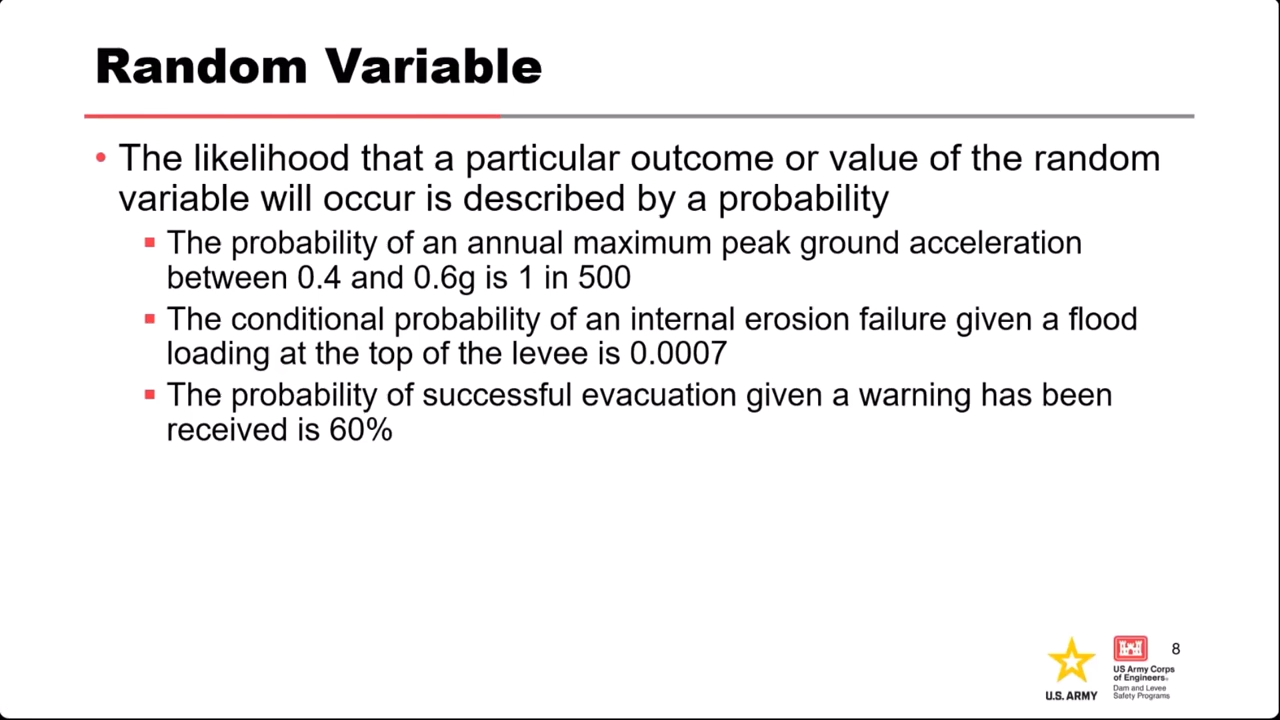 Random Variable
• The likelihood that a particular outcome or value of the random
variable will occur is described by a probability
▪ The probability of an annual maximum peak ground acceleration
between 0.4 and 0.6g is 1 in 500
▪ The conditional probability of an internal erosion failure given a flood
loading at the top of the levee is 0.0007
▪ The probability of successful evacuation given a warning has been
received is 60%
U.S. ARMY
US Army Corps
of Engineers®
Dam and Levee
Safety Programs
8